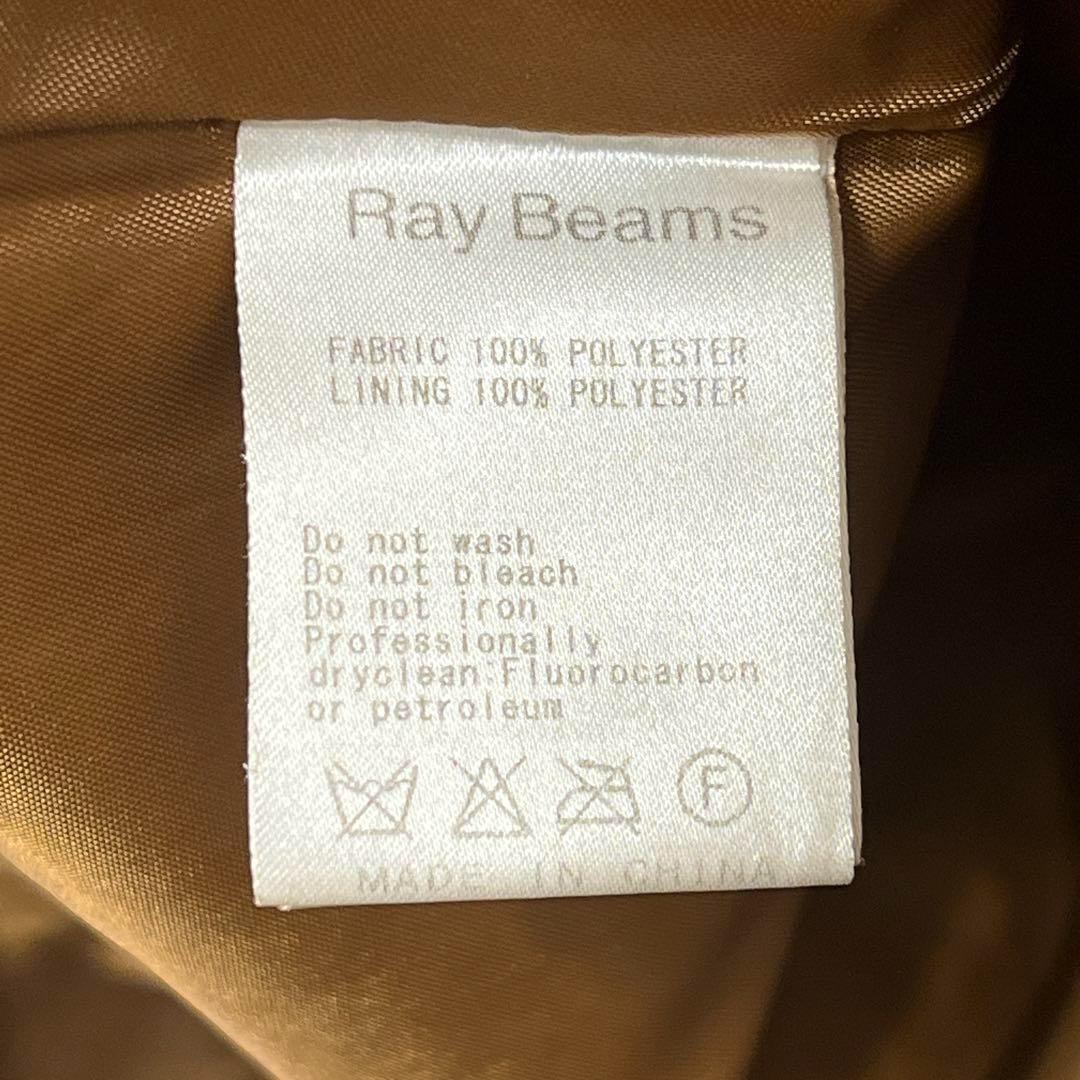 Ray Beams
FABRIC 100% POLYESTER
LINING 100% POLYESTER
Do not wash
Do not bleach
Do not iron
Professionally
dryclean:Fluorocarbon
or petroleum
F
MADE IN CHINA